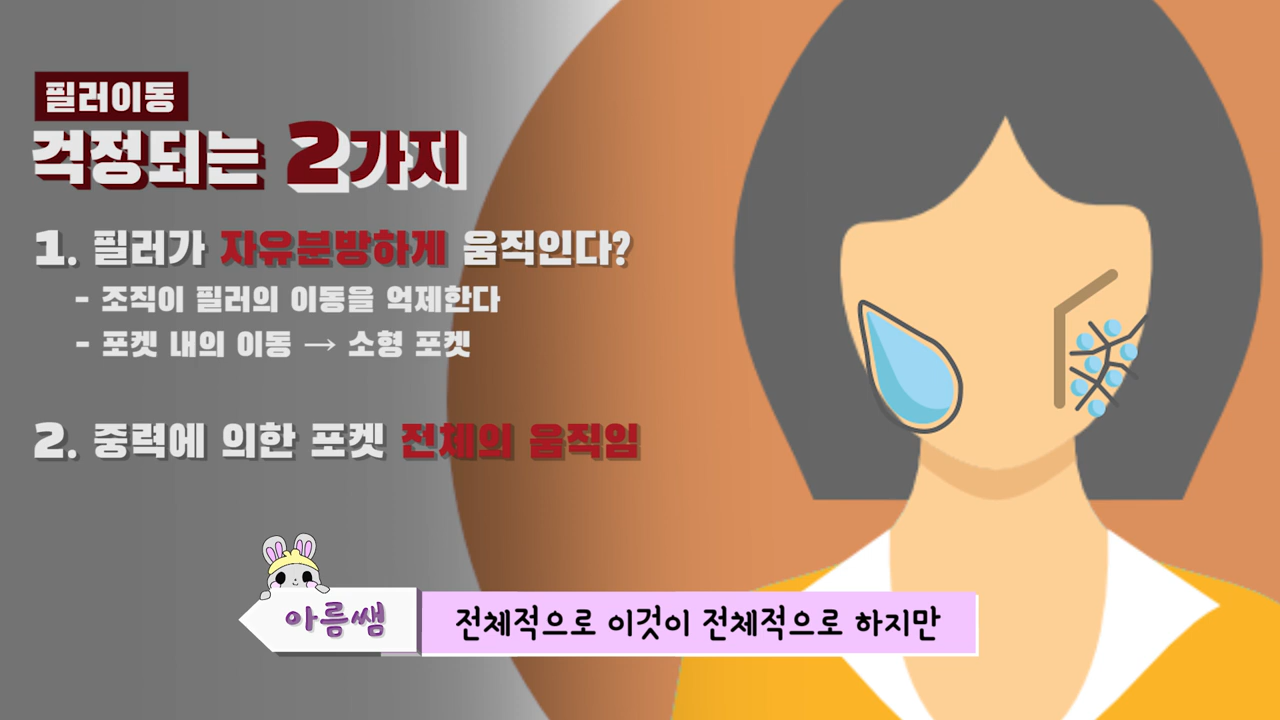 필러이동
걱정되는 2가지
1. 필러가 자유분방하게 움직인다?
- 조직이 필러의 이동을 억제한다
- 포켓 내의 이동 → 소형 포켓
2. 중력에 의한 포켓 전체의 움직임
아름쌤
전체적으로 이것이 전체적으로 하지만